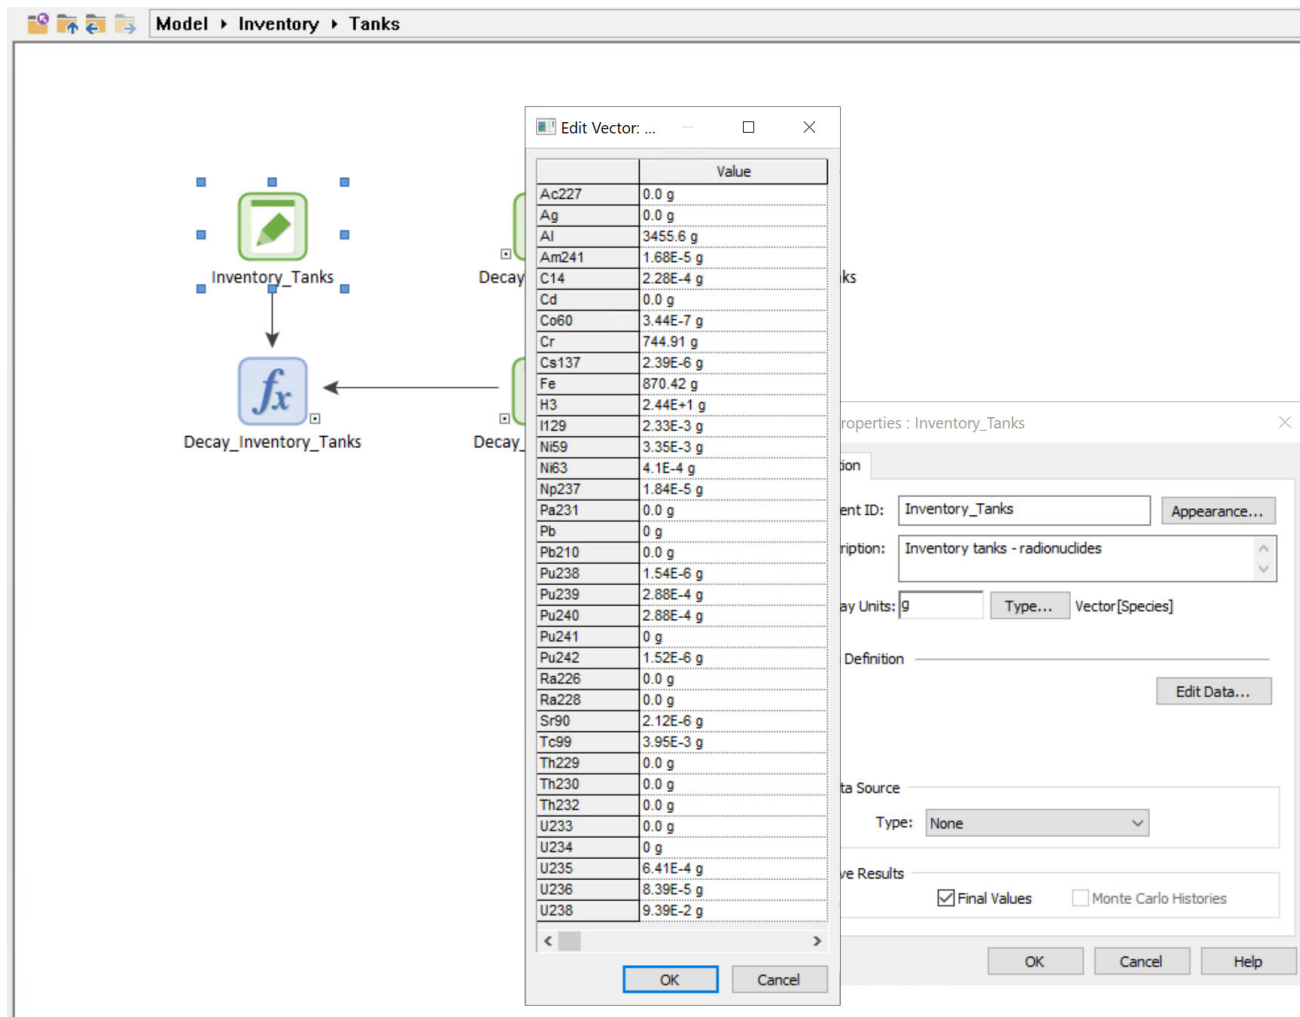 Model ▸ Inventory ▸ Tanks
Edit Vector: ...
Value
Ac227 0.0 g
Ag 0.0 g
Al 3455.6 g
Am241 1.68E-5 g
C14 2.28E-4 g
Cd 0.0 g
Co60 3.44E-7 g
Cr 744.91 g
Cs137 2.39E-6 g
Fe 870.42 g
H3 2.44E+1 g
I129 2.33E-3 g
Ni59 3.35E-3 g
Ni63 4.1E-4 g
Np237 1.84E-5 g
Pa231 0.0 g
Pb 0 g
Pb210 0.0 g
Pu238 1.54E-6 g
Pu239 2.88E-4 g
Pu240 2.88E-4 g
Pu241 0 g
Pu242 1.52E-6 g
Ra226 0.0 g
Ra228 0.0 g
Sr90 2.12E-6 g
Tc99 3.95E-3 g
Th229 0.0 g
Th230 0.0 g
Th232 0.0 g
U233 0.0 g
U234 0 g
U235 6.41E-4 g
U236 8.39E-5 g
U238 9.39E-2 g
OK Cancel
Inventory_Tanks
Decay
ks
Decay_Inventory_Tanks
fx
Decay_
roperties : Inventory_Tanks
ion
ent ID: Inventory_Tanks Appearance...
ription: Inventory tanks - radionuclides
ay Units: g Type... Vector[Species]
Definition
Edit Data...
ta Source
Type: None
ve Results
Final Values Monte Carlo Histories
OK Cancel Help